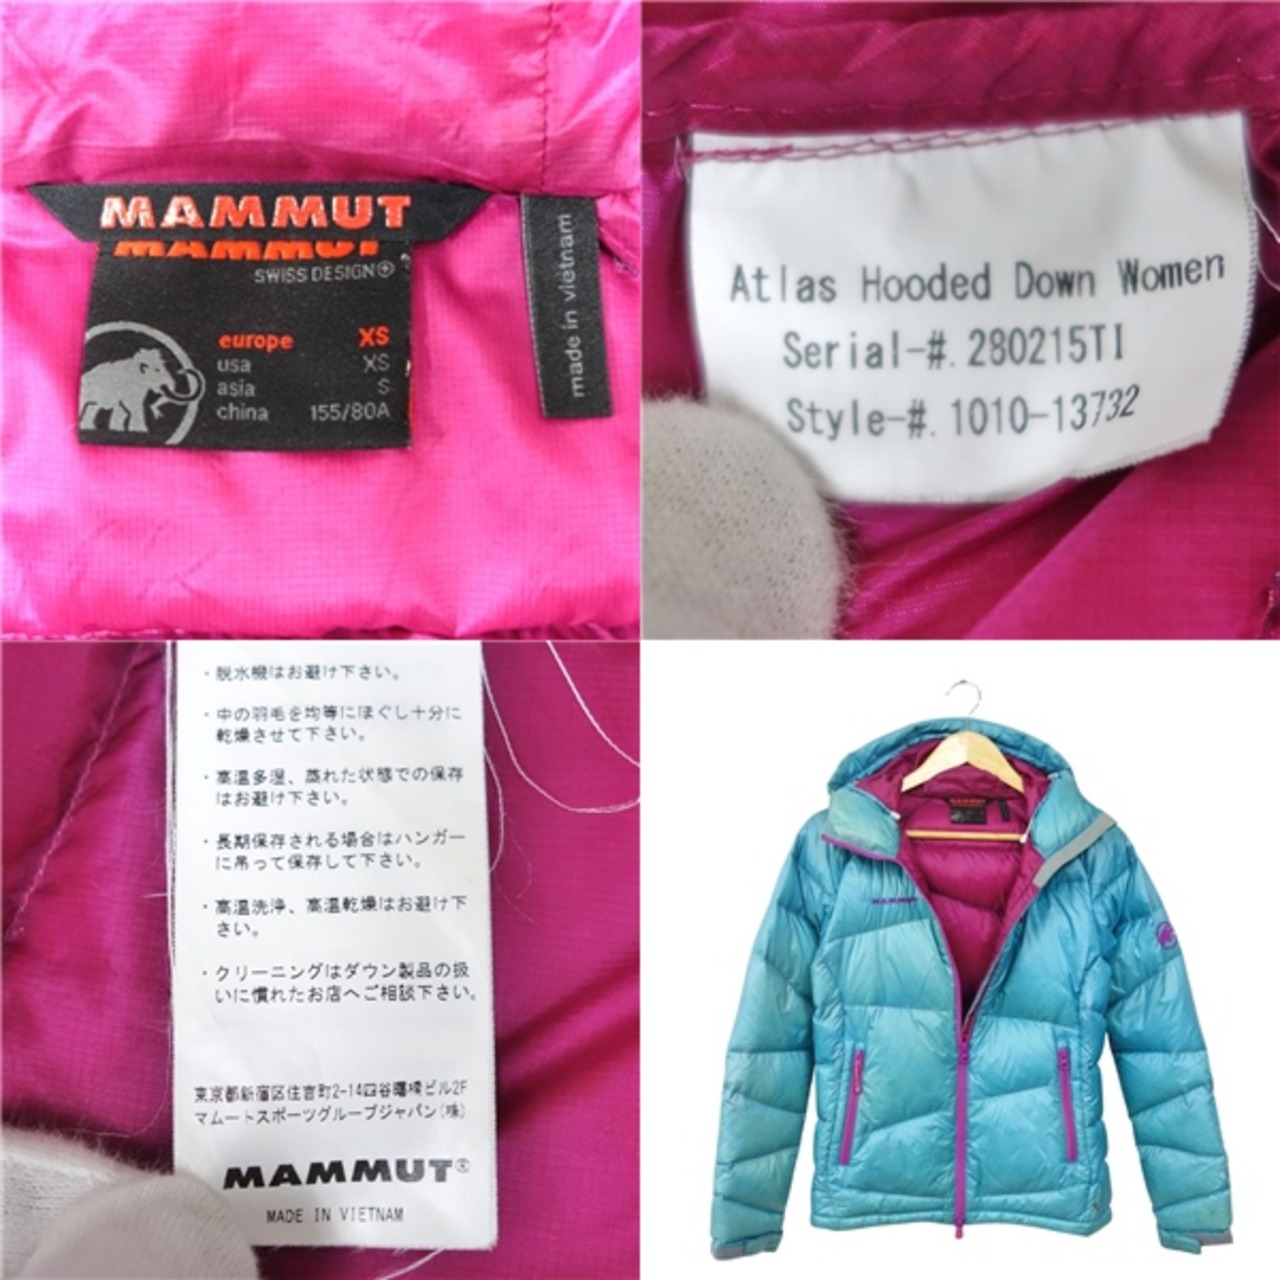 MAMMUT
MAMMUT
SWISS DESIGN
europe XS
usa XS
asia S
china 155/80A
made in vietnam
Atlas Hooded Down Women
Serial-#. 280215TI
Style-#. 1010-13732
・脱水機はお避け下さい。
・中の羽毛を均等にほぐし十分に
乾燥させて下さい。
・高温多湿、蒸れた状態での保存
はお避け下さい。
・長期保存される場合はハンガー
に吊って保存して下さい。
・高温洗浄、高温乾燥はお避け下
さい。
・クリーニングはダウン製品の扱
いに慣れたお店へご相談下さい。
東京都新宿区住吉町2-14四谷曙橋ビル2F
マムートスポーツグループジャパン(株)
MAMMUT®
MADE IN VIETNAM
MAMMUT
MAMMUT